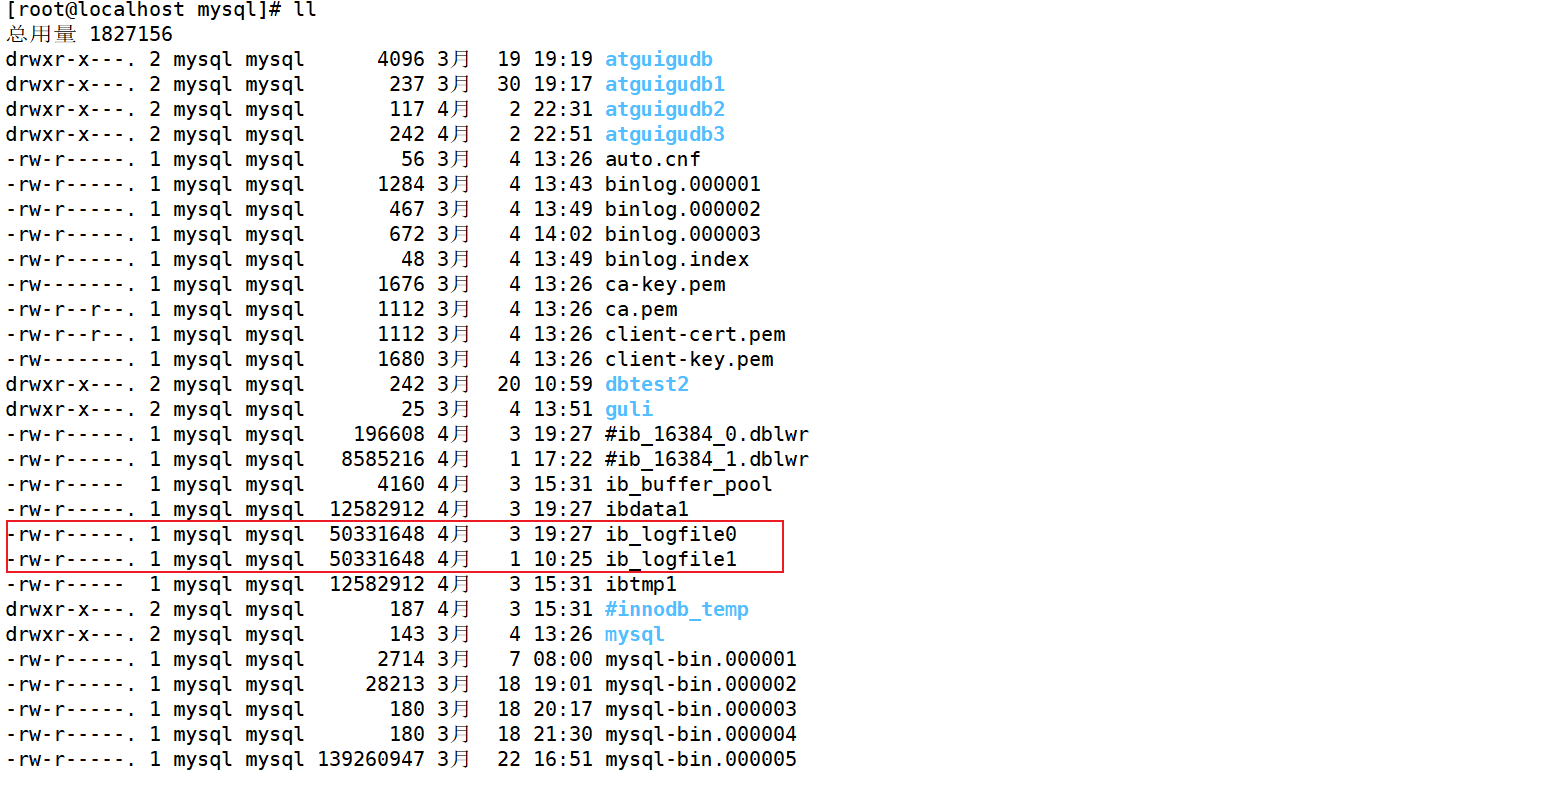 [root@localhost mysql]# ll
总用量 1827156
drwxr-x---. 2 mysql mysql      4096 3月  19 19:19 atguigudb
drwxr-x---. 2 mysql mysql       237 3月  30 19:17 atguigudb1
drwxr-x---. 2 mysql mysql       117 4月   2 22:31 atguigudb2
drwxr-x---. 2 mysql mysql       242 4月   2 22:51 atguigudb3
-rw-r-----. 1 mysql mysql        56 3月   4 13:26 auto.cnf
-rw-r-----. 1 mysql mysql      1284 3月   4 13:43 binlog.000001
-rw-r-----. 1 mysql mysql       467 3月   4 13:49 binlog.000002
-rw-r-----. 1 mysql mysql       672 3月   4 14:02 binlog.000003
-rw-r-----. 1 mysql mysql        48 3月   4 13:49 binlog.index
-rw-------. 1 mysql mysql      1676 3月   4 13:26 ca-key.pem
-rw-r--r--. 1 mysql mysql      1112 3月   4 13:26 ca.pem
-rw-r--r--. 1 mysql mysql      1112 3月   4 13:26 client-cert.pem
-rw-------. 1 mysql mysql      1680 3月   4 13:26 client-key.pem
drwxr-x---. 2 mysql mysql       242 3月  20 10:59 dbtest2
drwxr-x---. 2 mysql mysql        25 3月   4 13:51 guli
-rw-r-----. 1 mysql mysql    196608 4月   3 19:27 #ib_16384_0.dblwr
-rw-r-----. 1 mysql mysql   8585216 4月   1 17:22 #ib_16384_1.dblwr
-rw-r-----  1 mysql mysql      4160 4月   3 15:31 ib_buffer_pool
-rw-r-----. 1 mysql mysql  12582912 4月   3 19:27 ibdata1
-rw-r-----. 1 mysql mysql  50331648 4月   3 19:27 ib_logfile0
-rw-r-----. 1 mysql mysql  50331648 4月   1 10:25 ib_logfile1
-rw-r-----  1 mysql mysql  12582912 4月   3 15:31 ibtmp1
drwxr-x---. 2 mysql mysql       187 4月   3 15:31 #innodb_temp
drwxr-x---. 2 mysql mysql       143 3月   4 13:26 mysql
-rw-r-----. 1 mysql mysql      2714 3月   7 08:00 mysql-bin.000001
-rw-r-----. 1 mysql mysql     28213 3月  18 19:01 mysql-bin.000002
-rw-r-----. 1 mysql mysql       180 3月  18 20:17 mysql-bin.000003
-rw-r-----. 1 mysql mysql       180 3月  18 21:30 mysql-bin.000004
-rw-r-----. 1 mysql mysql 139260947 3月  22 16:51 mysql-bin.000005